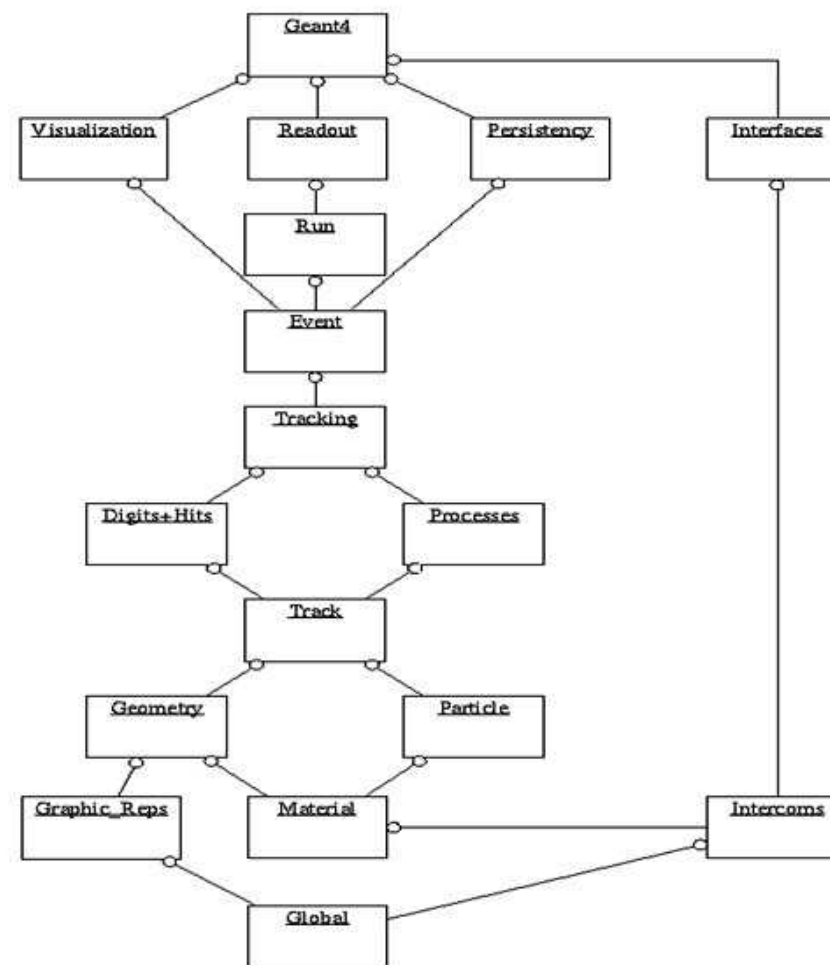 Geant4
Visualization
Readout
Persistency
Interfaces
Run
Event
Tracking
Digits+Hits
Processes
Track
Geometry
Particle
Graphic_Reps
Material
Intercoms
Global